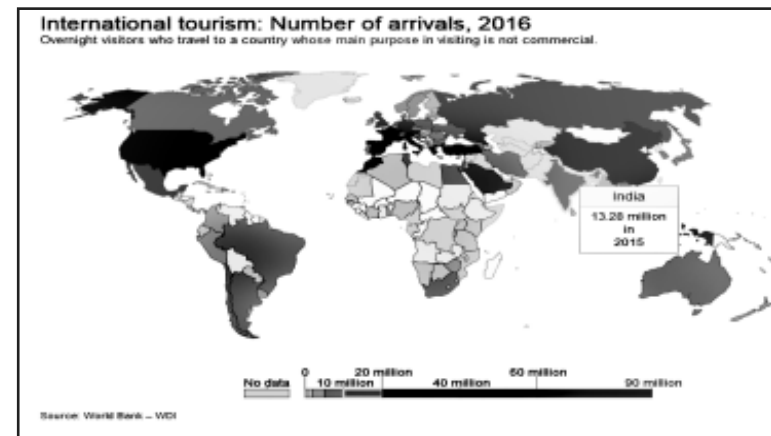 International tourism: Number of arrivals, 2016
Overnight visitors who travel to a country whose main purpose in visiting is not commercial.
India
13.28 million
in
2015
0 20 million 60 million
No data 10 million 40 million 90 million
Source: World Bank – WDI